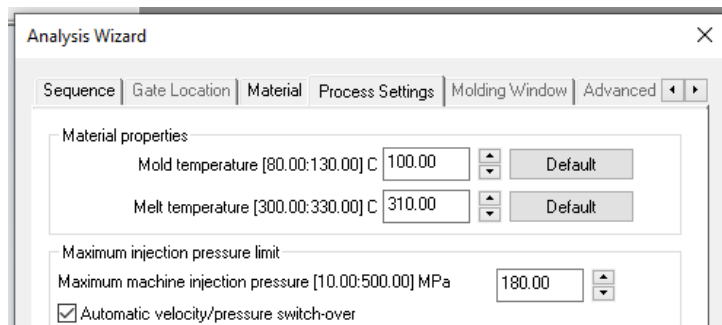 Analysis Wizard
Sequence Gate Location Material Process Settings Molding Window Advanced
Material properties
Mold temperature [80.00:130.00] C 100.00 Default
Melt temperature [300.00:330.00] C 310.00 Default
Maximum injection pressure limit
Maximum machine injection pressure [10.00:500.00] MPa 180.00
Automatic velocity/pressure switch-over